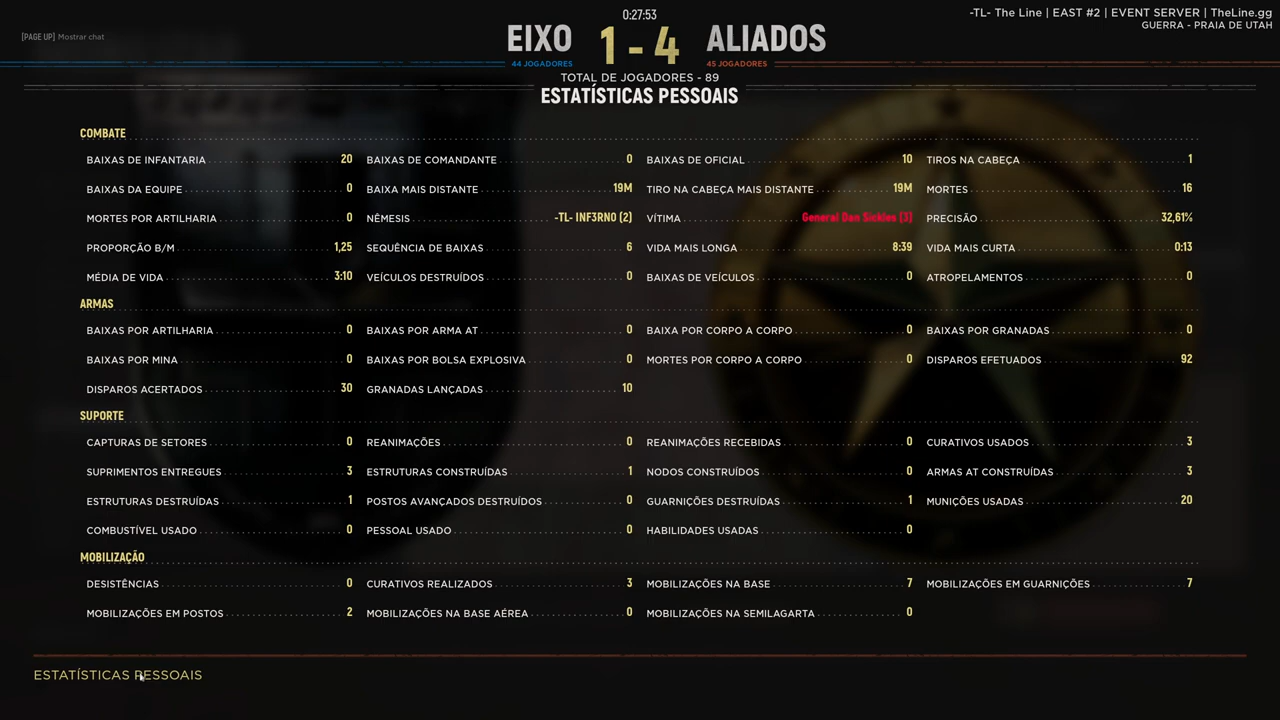 0:27:53
-TL- The Line | EAST #2 | EVENT SERVER | TheLine.gg
GUERRA - PRAIA DE UTAH
[PAGE UP] Mostrar chat
EIXO 1 - 4 ALIADOS
44 JOGADORES 45 JOGADORES
TOTAL DE JOGADORES - 89
ESTATÍSTICAS PESSOAIS
COMBATE
BAIXAS DE INFANTARIA 20 BAIXAS DE COMANDANTE 0 BAIXAS DE OFICIAL 10 TIROS NA CABEÇA 1
BAIXAS DA EQUIPE 0 BAIXA MAIS DISTANTE 19M TIRO NA CABEÇA MAIS DISTANTE 19M MORTES 16
MORTES POR ARTILHARIA 0 NÊMESIS -TL- INF3RN0 (2) VÍTIMA General Dan Sickles (3) PRECISÃO 32,61%
PROPORÇÃO B/M 1,25 SEQUÊNCIA DE BAIXAS 6 VIDA MAIS LONGA 8:39 VIDA MAIS CURTA 0:13
MÉDIA DE VIDA 3:10 VEÍCULOS DESTRUÍDOS 0 BAIXAS DE VEÍCULOS 0 ATROPELAMENTOS 0
ARMAS
BAIXAS POR ARTILHARIA 0 BAIXAS POR ARMA AT 0 BAIXA POR CORPO A CORPO 0 BAIXAS POR GRANADAS 0
BAIXAS POR MINA 0 BAIXAS POR BOLSA EXPLOSIVA 0 MORTES POR CORPO A CORPO 0 DISPAROS EFETUADOS 92
DISPAROS ACERTADOS 30 GRANADAS LANÇADAS 10
SUPORTE
CAPTURAS DE SETORES 0 REANIMAÇÕES 0 REANIMAÇÕES RECEBIDAS 0 CURATIVOS USADOS 3
SUPRIMENTOS ENTREGUES 3 ESTRUTURAS CONSTRUÍDAS 1 NODOS CONSTRUÍDOS 0 ARMAS AT CONSTRUÍDAS 3
ESTRUTURAS DESTRUÍDAS 1 POSTOS AVANÇADOS DESTRUÍDOS 0 GUARNIÇÕES DESTRUÍDAS 1 MUNIÇÕES USADAS 20
COMBUSTÍVEL USADO 0 PESSOAL USADO 0 HABILIDADES USADAS 0
MOBILIZAÇÃO
DESISTÊNCIAS 0 CURATIVOS REALIZADOS 3 MOBILIZAÇÕES NA BASE 7 MOBILIZAÇÕES EM GUARNIÇÕES 7
MOBILIZAÇÕES EM POSTOS 2 MOBILIZAÇÕES NA BASE AÉREA 0 MOBILIZAÇÕES NA SEMILAGARTA 0
ESTATÍSTICAS PESSOAIS